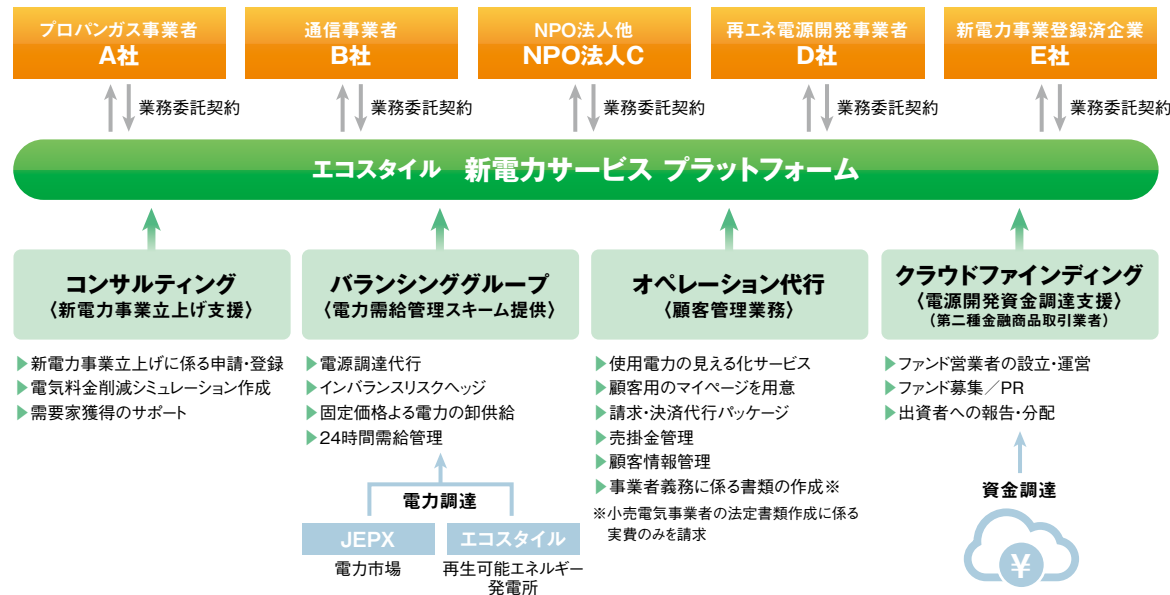 プロパンガス事業者
A社
通信事業者
B社
NPO法人他
NPO法人C
再エネ電源開発事業者
D社
新電力事業登録済企業
E社
業務委託契約
業務委託契約
業務委託契約
業務委託契約
業務委託契約
エコスタイル 新電力サービス プラットフォーム
コンサルティング
〈新電力事業立上げ支援〉
▶新電力事業立上げに係る申請・登録
▶電気料金削減シミュレーション作成
▶需要家獲得のサポート
バランシンググループ
〈電力需給管理スキーム提供〉
▶電源調達代行
▶インバランスリスクヘッジ
▶固定価格よる電力の卸供給
▶24時間需給管理
電力調達
JEPX
電力市場
エコスタイル
再生可能エネルギー
発電所
オペレーション代行
〈顧客管理業務〉
▶使用電力の見える化サービス
▶顧客用のマイページを用意
▶請求・決済代行パッケージ
▶売掛金管理
▶顧客情報管理
▶事業者義務に係る書類の作成※
※小売電気事業者の法定書類作成に係る
実費のみを請求
クラウドファインディング
〈電源開発資金調達支援〉
（第二種金融商品取引業者）
▶ファンド営業者の設立・運営
▶ファンド募集／PR
▶出資者への報告・分配
資金調達
¥